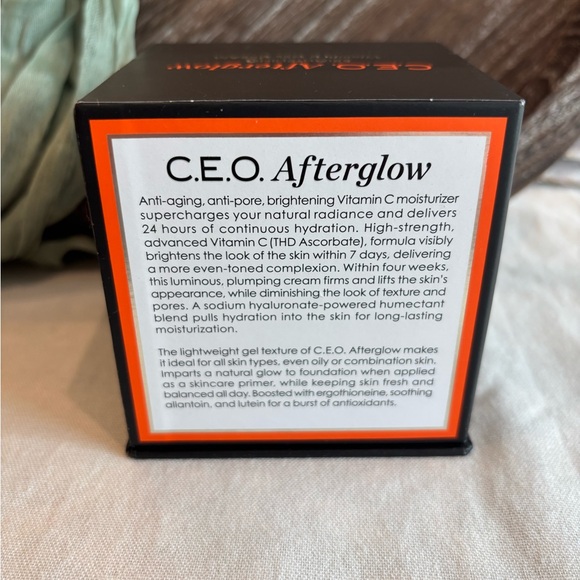 C.E.O. Afterglow
C.E.O. Afterglow
Anti-aging, anti-pore, brightening Vitamin C moisturizer
supercharges your natural radiance and delivers
24 hours of continuous hydration. High-strength,
advanced Vitamin C (THD Ascorbate), formula visibly
brightens the look of the skin within 7 days, delivering
a more even-toned complexion. Within four weeks,
this luminous, plumping cream firms and lifts the skin's
appearance, while diminishing the look of texture and
pores. A sodium hyaluronate-powered humectant
blend pulls hydration into the skin for long-lasting
moisturization.
The lightweight gel texture of C.E.O. Afterglow makes
it ideal for all skin types, even oily or combination skin.
Imparts a natural glow to foundation when applied
as a skincare primer, while keeping skin fresh and
balanced all day. Boosted with ergothioneine, soothing
allantoin, and lutein for a burst of antioxidants.